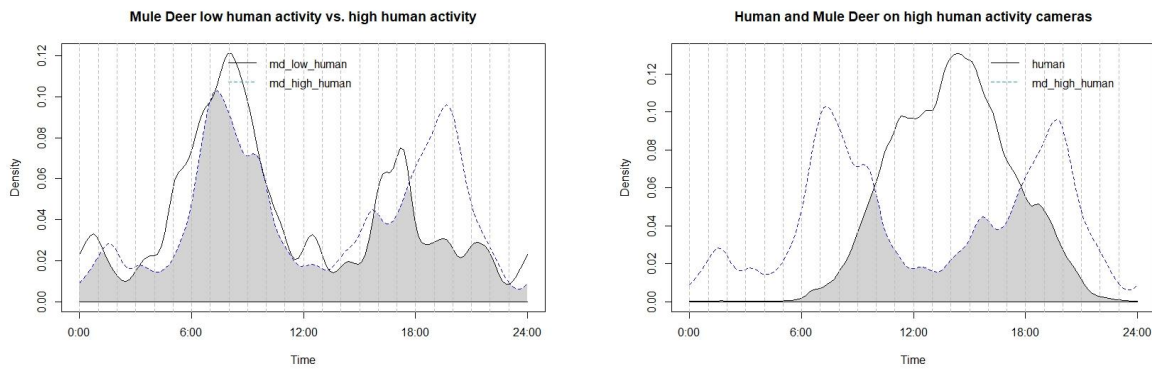 Mule Deer low human activity vs. high human activity
md_low_human
md_high_human
Density
0.00
0.02
0.04
0.06
0.08
0.10
0.12
0:00
6:00
12:00
18:00
24:00
Time
Human and Mule Deer on high human activity cameras
human
md_high_human
Density
0.00
0.02
0.04
0.06
0.08
0.10
0.12
0:00
6:00
12:00
18:00
24:00
Time